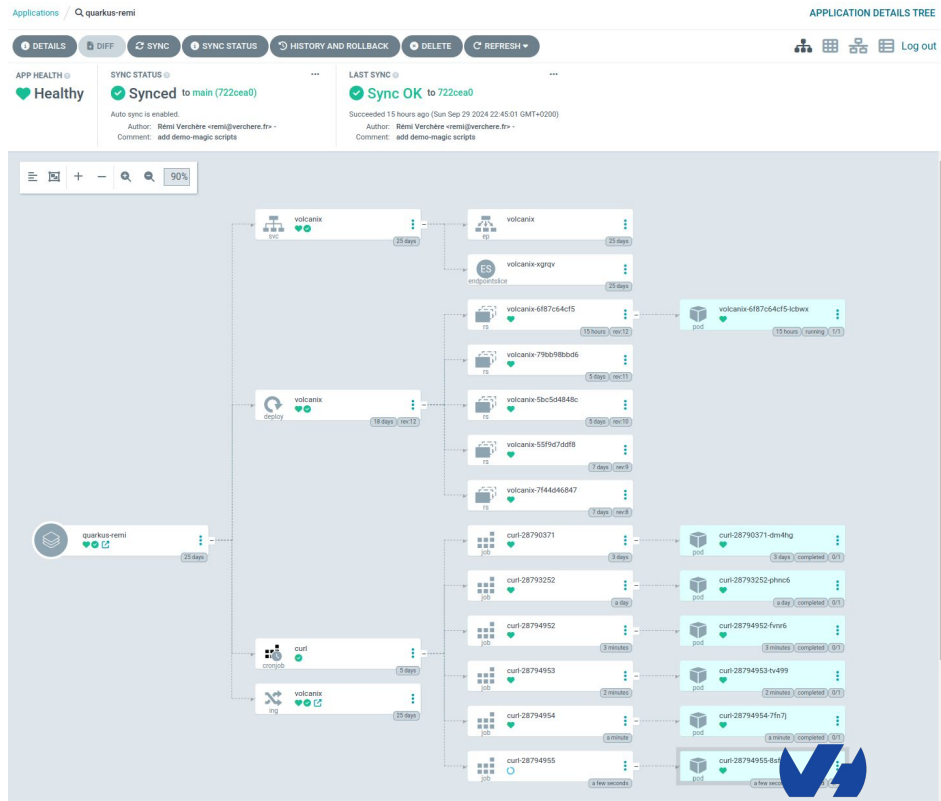 Applications / quarkus-remi
APPLICATION DETAILS TREE
DETAILS DIFF SYNC SYNC STATUS HISTORY AND ROLLBACK DELETE REFRESH
Log out
APP HEALTH
Healthy
SYNC STATUS
Synced to main (722cea0)
Auto sync is enabled.
Author: Rémi Verchère <remi@verchere.fr> -
Comment: add demo-magic scripts
LAST SYNC
Sync OK to 722cea0
Succeeded 15 hours ago (Sun Sep 29 2024 22:45:01 GMT+0200)
Author: Rémi Verchère <remi@verchere.fr> -
Comment: add demo-magic scripts
90%
volcanix
svc
25 days
volcanix
ep
25 days
ES
volcanix-xgrqv
endpointslice
25 days
volcanix-6f87c64cf5
rs
15 hours rev:12
volcanix-6f87c64cf5-lcbwx
pod
15 hours running 1/1
volcanix-79bb98bbd6
rs
5 days rev:11
volcanix
deploy
18 days rev:12
volcanix-5bc5d4848c
rs
5 days rev:10
volcanix-55f9d7ddf8
rs
7 days rev:9
volcanix-7f44d46847
rs
7 days rev:8
quarkus-remi
25 days
curl-28790371
job
3 days
curl-28790371-dm4hg
pod
3 days completed 0/1
curl-28793252
job
a day
curl-28793252-phnc6
pod
a day completed 0/1
curl-28794952
job
3 minutes
curl-28794952-fvnr6
pod
3 minutes completed 0/1
curl
cronjob
5 days
curl-28794953
job
2 minutes
curl-28794953-tv499
pod
2 minutes completed 0/1
volcanix
ing
25 days
curl-28794954
job
a minute
curl-28794954-7fn7j
pod
a minute completed 0/1
curl-28794955
job
a few seconds
pod